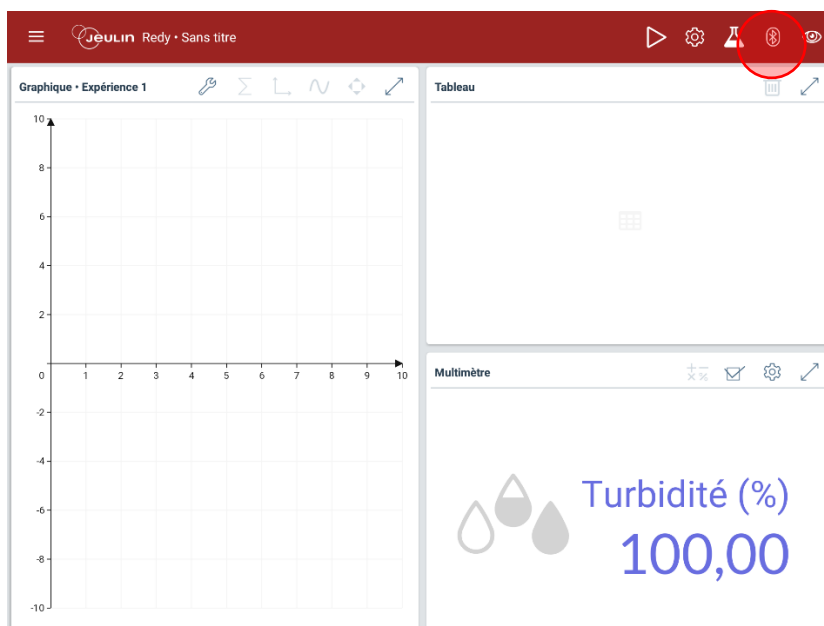 Jeulin Redy • Sans titre
Graphique • Expérience 1
10
8
6
4
2
0
1 2 3 4 5 6 7 8 9 10
-2
-4
-6
-8
-10
Tableau
Multimètre
Turbidité (%)
100,00